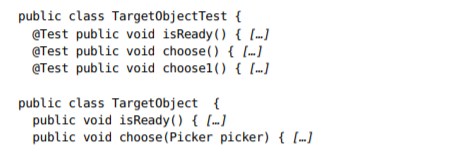 public class TargetObjectTest {
@Test public void isReady() { […]
@Test public void choose() { […]
@Test public void choose1() { […]
public class TargetObject {
public void isReady() { […]
public void choose(Picker picker) { […]